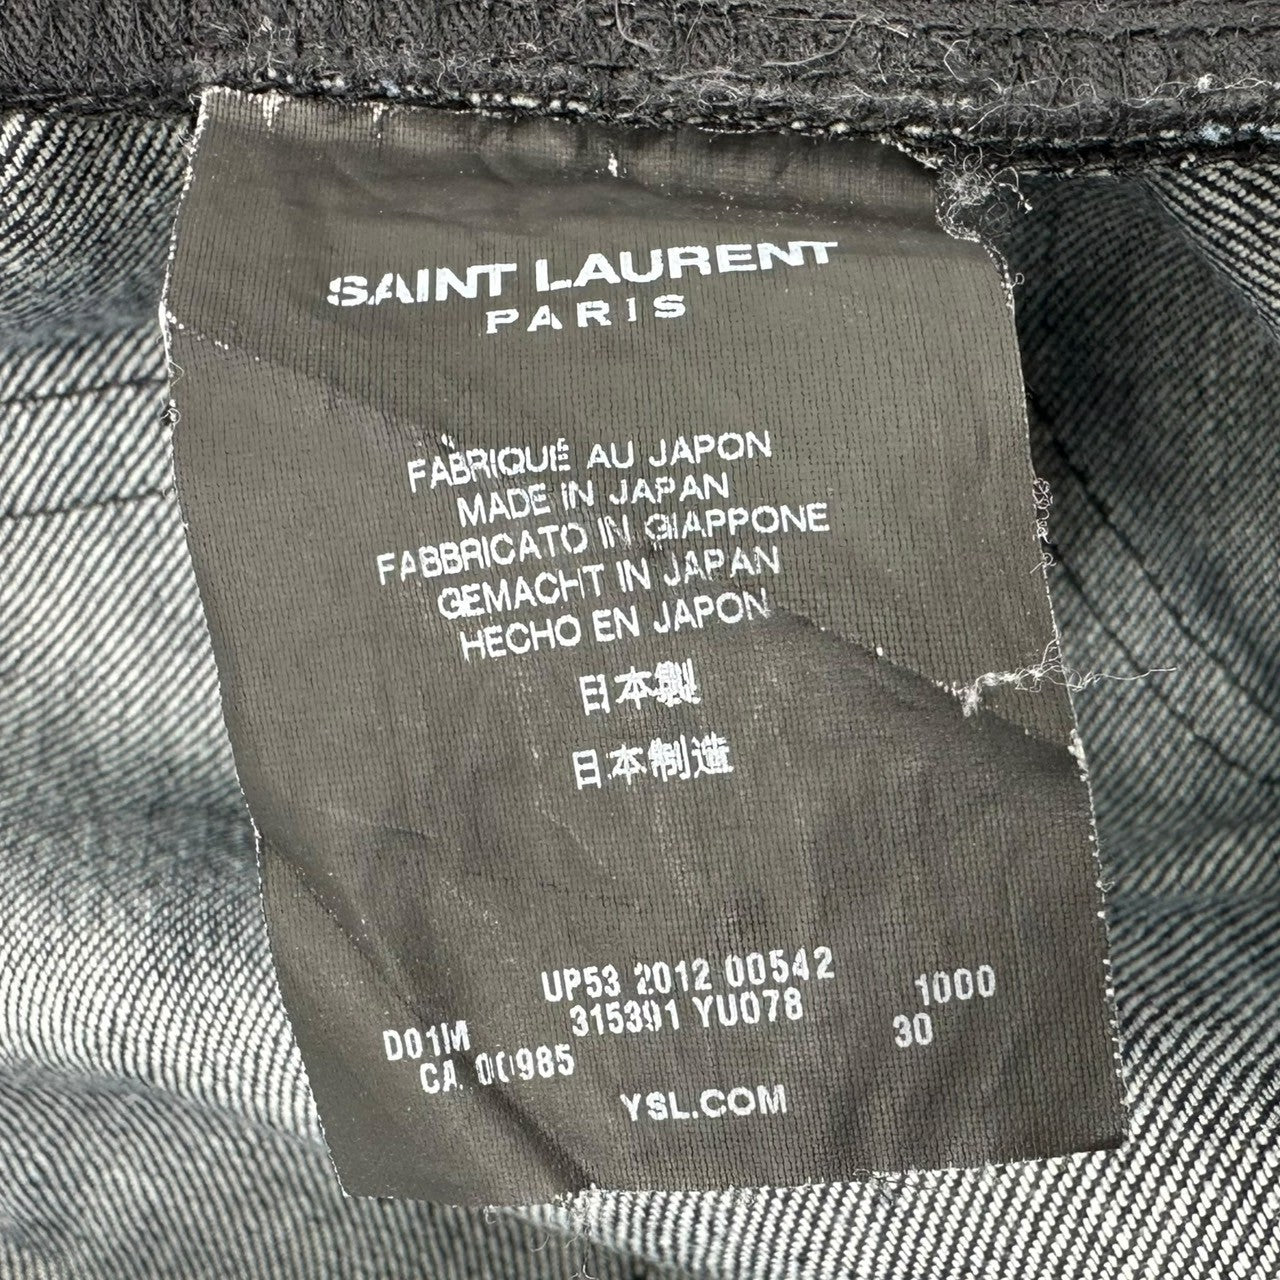 SAINT LAURENT
PARIS
FABRIQUÉ AU JAPON
MADE IN JAPAN
FABBRICATO IN GIAPPONE
GEMACHT IN JAPAN
HECHO EN JAPON
日本製
日本制造
UP53 2012 00542
D01M 315391 YU078 1000
CA 00985 30
YSL.COM